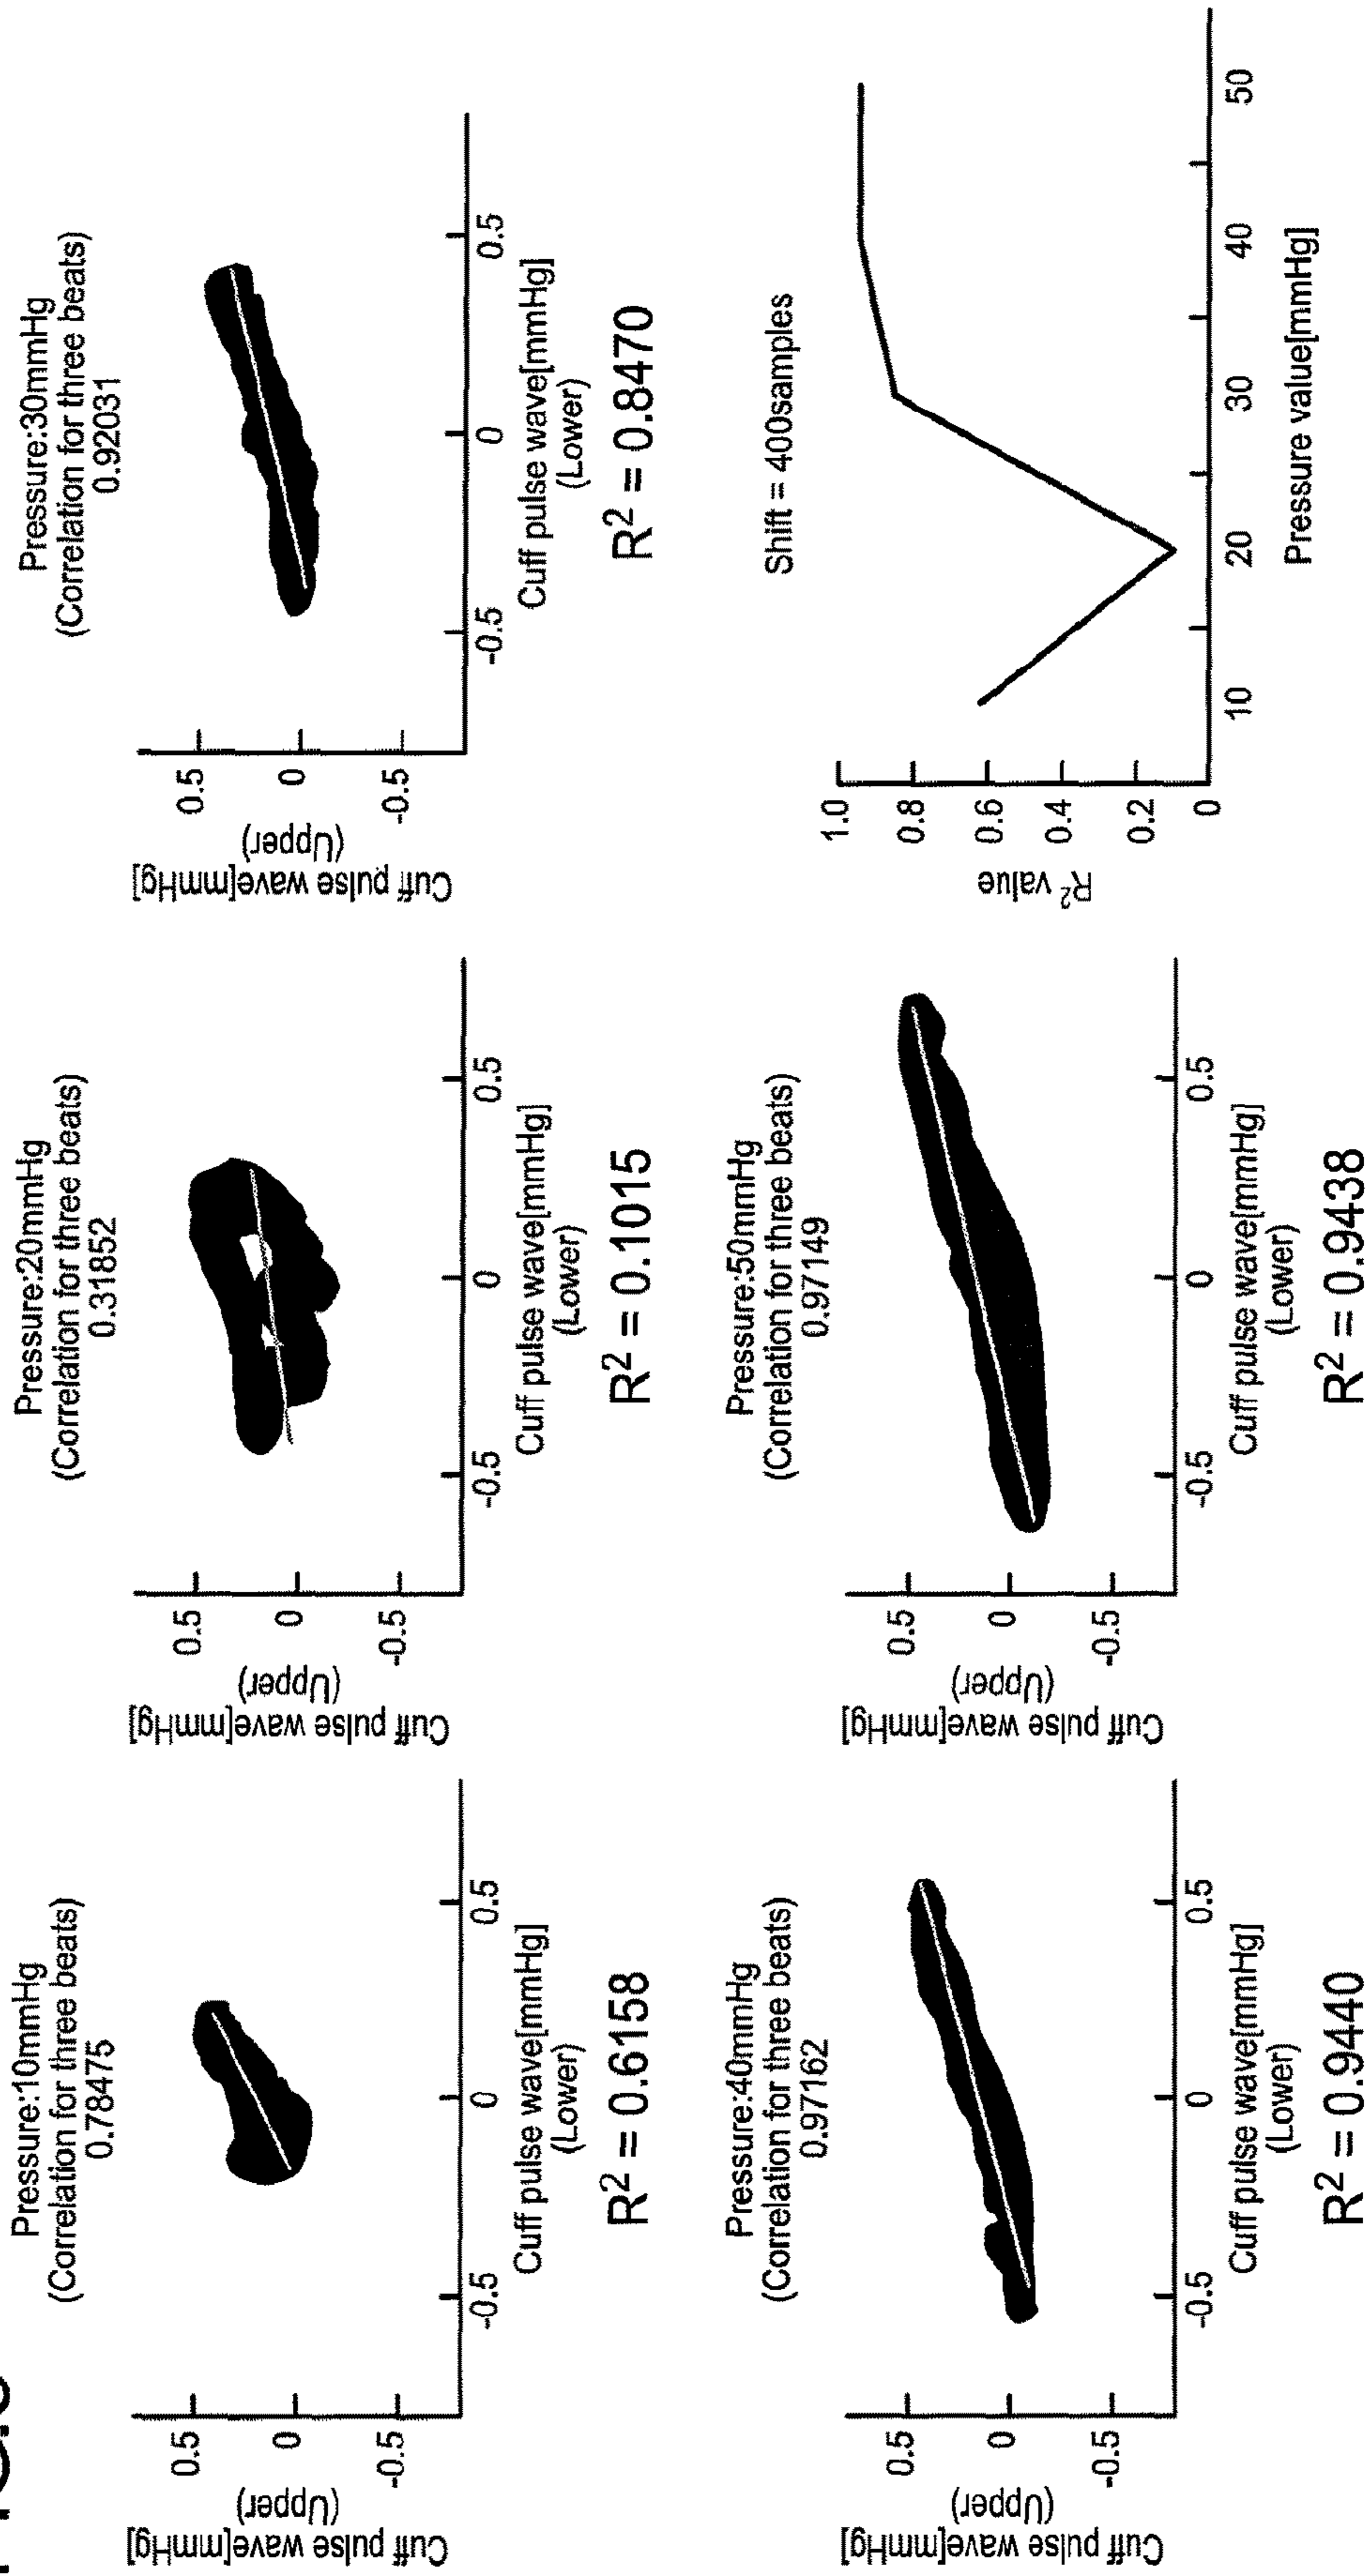 Pressure:10mmHg
(Correlation for three beats)
0.78475
Cuff pulse wave[mmHg]
(Upper)
0.5
0
-0.5
-0.5
0
0.5
Cuff pulse wave[mmHg]
(Lower)
R² = 0.6158
Pressure:20mmHg
(Correlation for three beats)
0.31852
Cuff pulse wave[mmHg]
(Upper)
0.5
0
-0.5
-0.5
0
0.5
Cuff pulse wave[mmHg]
(Lower)
R² = 0.1015
Pressure:30mmHg
(Correlation for three beats)
0.92031
Cuff pulse wave[mmHg]
(Upper)
0.5
0
-0.5
-0.5
0
0.5
Cuff pulse wave[mmHg]
(Lower)
R² = 0.8470
Pressure:40mmHg
(Correlation for three beats)
0.97162
Cuff pulse wave[mmHg]
(Upper)
0.5
0
-0.5
-0.5
0
0.5
Cuff pulse wave[mmHg]
(Lower)
R² = 0.9440
Pressure:50mmHg
(Correlation for three beats)
0.97149
Cuff pulse wave[mmHg]
(Upper)
0.5
0
-0.5
-0.5
0
0.5
Cuff pulse wave[mmHg]
(Lower)
R² = 0.9438
Shift = 400samples
R² value
1.0
0.8
0.6
0.4
0.2
0
10
20
30
40
50
Pressure value[mmHg]